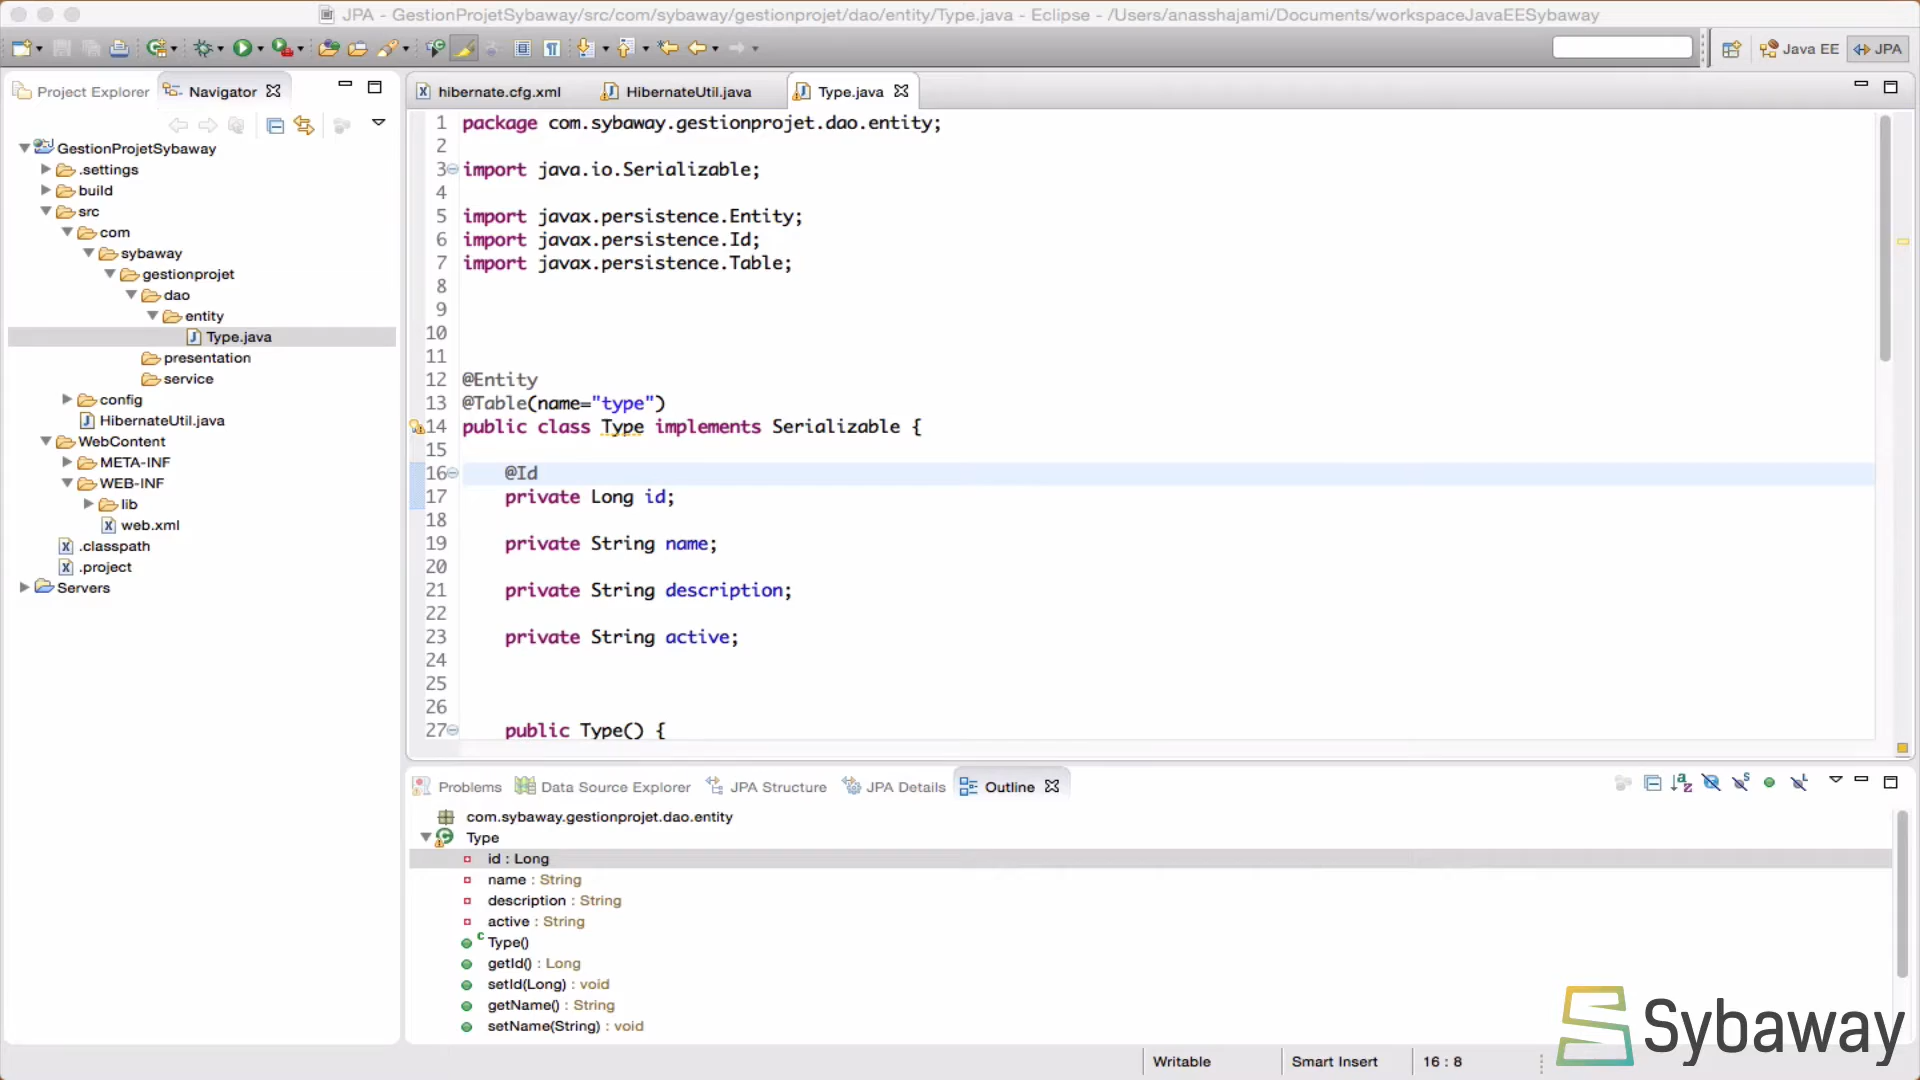 JPA - GestionProjetSybaway/src/com/sybaway/gestionprojet/dao/entity/Type.java - Eclipse - /Users/anasshajami/Documents/workspaceJavaEESybaway
Java EE
JPA
Project Explorer
Navigator
GestionProjetSybaway
.settings
build
src
com
sybaway
gestionprojet
dao
entity
Type.java
presentation
service
config
HibernateUtil.java
WebContent
META-INF
WEB-INF
lib
web.xml
.classpath
.project
Servers
hibernate.cfg.xml
HibernateUtil.java
Type.java
1 package com.sybaway.gestionprojet.dao.entity;
2
3 import java.io.Serializable;
4
5 import javax.persistence.Entity;
6 import javax.persistence.Id;
7 import javax.persistence.Table;
8
9
10
11
12 @Entity
13 @Table(name="type")
14 public class Type implements Serializable {
15
16 @Id
17 private Long id;
18
19 private String name;
20
21 private String description;
22
23 private String active;
24
25
26
27 public Type() {
Problems
Data Source Explorer
JPA Structure
JPA Details
Outline
com.sybaway.gestionprojet.dao.entity
Type
id : Long
name : String
description : String
active : String
Type()
getId() : Long
setId(Long) : void
getName() : String
setName(String) : void
Writable
Smart Insert
16 : 8
Sybaway